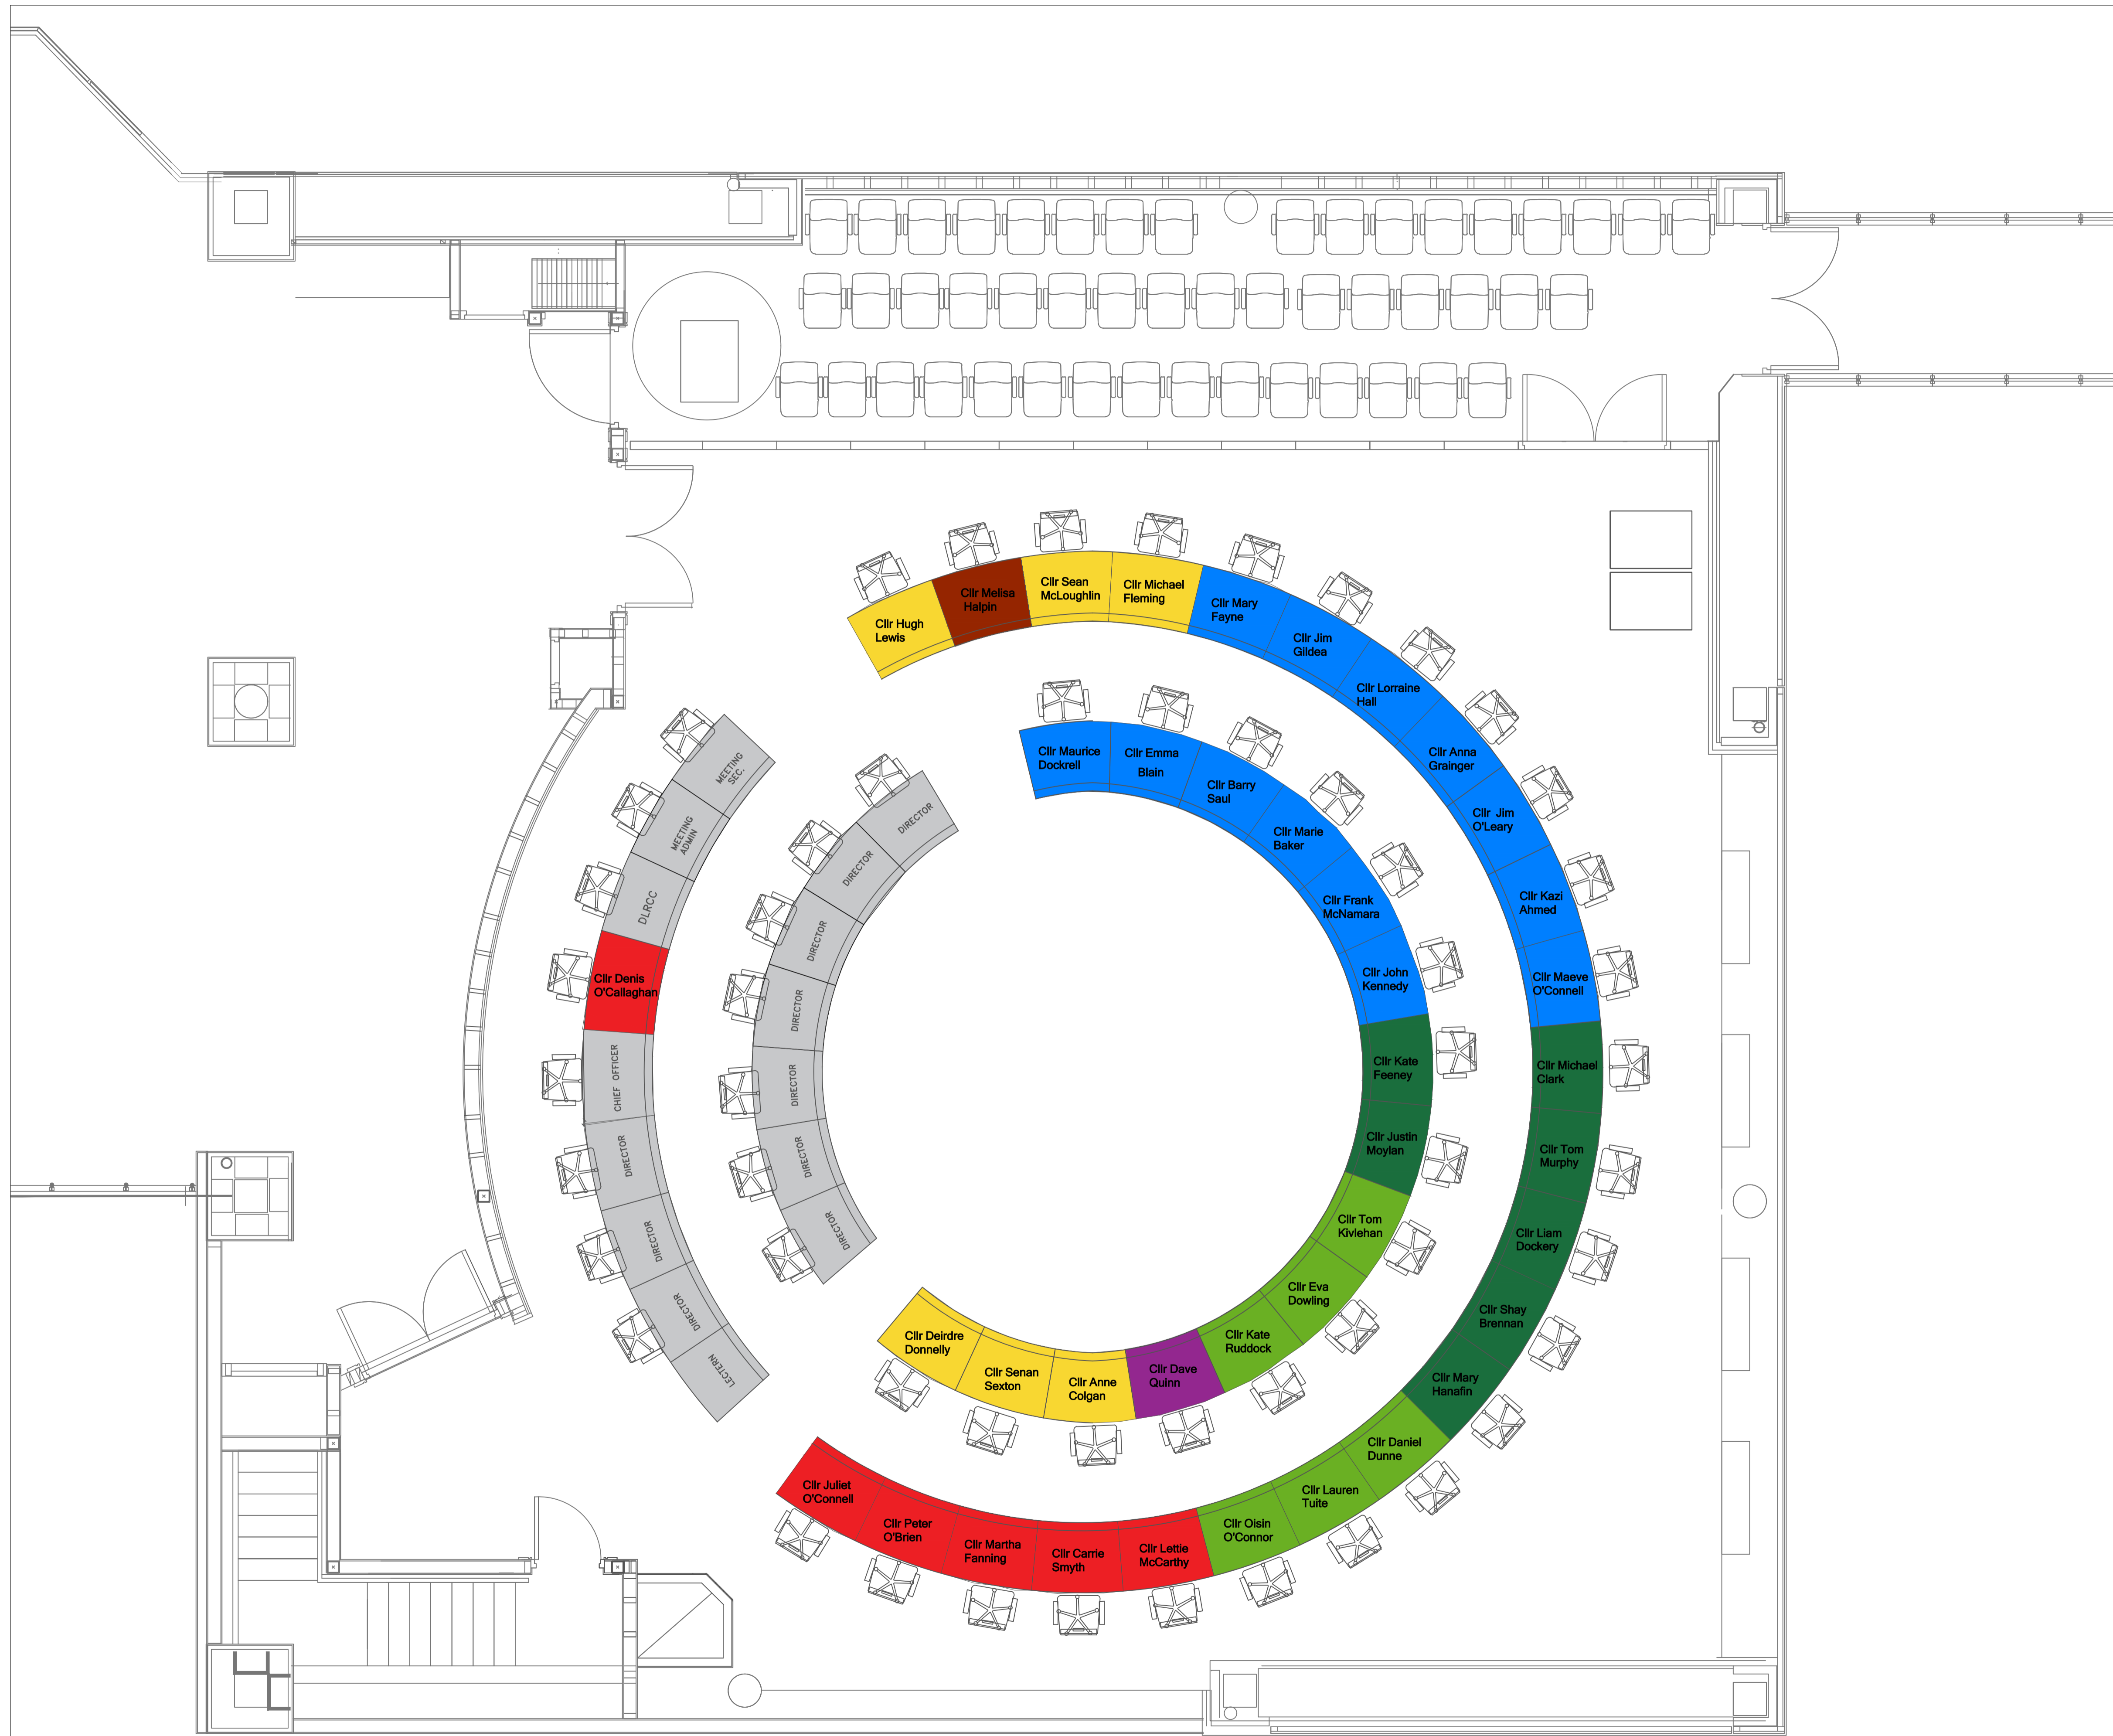 Cllr Hugh
Lewis
Cllr Melisa
Halpin
Cllr Sean
McLoughlin
Cllr Michael
Fleming
Cllr Mary
Fayne
Cllr Jim
Gildea
Cllr Lorraine
Hall
Cllr Anna
Grainger
Cllr Jim
O'Leary
Cllr Kazi
Ahmed
Cllr Maeve
O'Connell
Cllr Michael
Clark
Cllr Tom
Murphy
Cllr Liam
Dockery
Cllr Shay
Brennan
Cllr Mary
Hanafin
Cllr Daniel
Dunne
Cllr Lauren
Tuite
Cllr Oisin
O'Connor
Cllr Lettie
McCarthy
Cllr Carrie
Smyth
Cllr Martha
Fanning
Cllr Peter
O'Brien
Cllr Juliet
O'Connell
Cllr Maurice
Dockrell
Cllr Emma
Blain
Cllr Barry
Saul
Cllr Marie
Baker
Cllr Frank
McNamara
Cllr John
Kennedy
Cllr Kate
Feeney
Cllr Justin
Moylan
Cllr Tom
Kivlehan
Cllr Eva
Dowling
Cllr Kate
Ruddock
Cllr Dave
Quinn
Cllr Anne
Colgan
Cllr Senan
Sexton
Cllr Deirdre
Donnelly
MEETING
SEC.
MEETING
ADMIN
DLRCC
Cllr Denis
O'Callaghan
CHIEF OFFICER
DIRECTOR
DIRECTOR
DIRECTOR
LECTERN
DIRECTOR
DIRECTOR
DIRECTOR
DIRECTOR
DIRECTOR
DIRECTOR
DIRECTOR